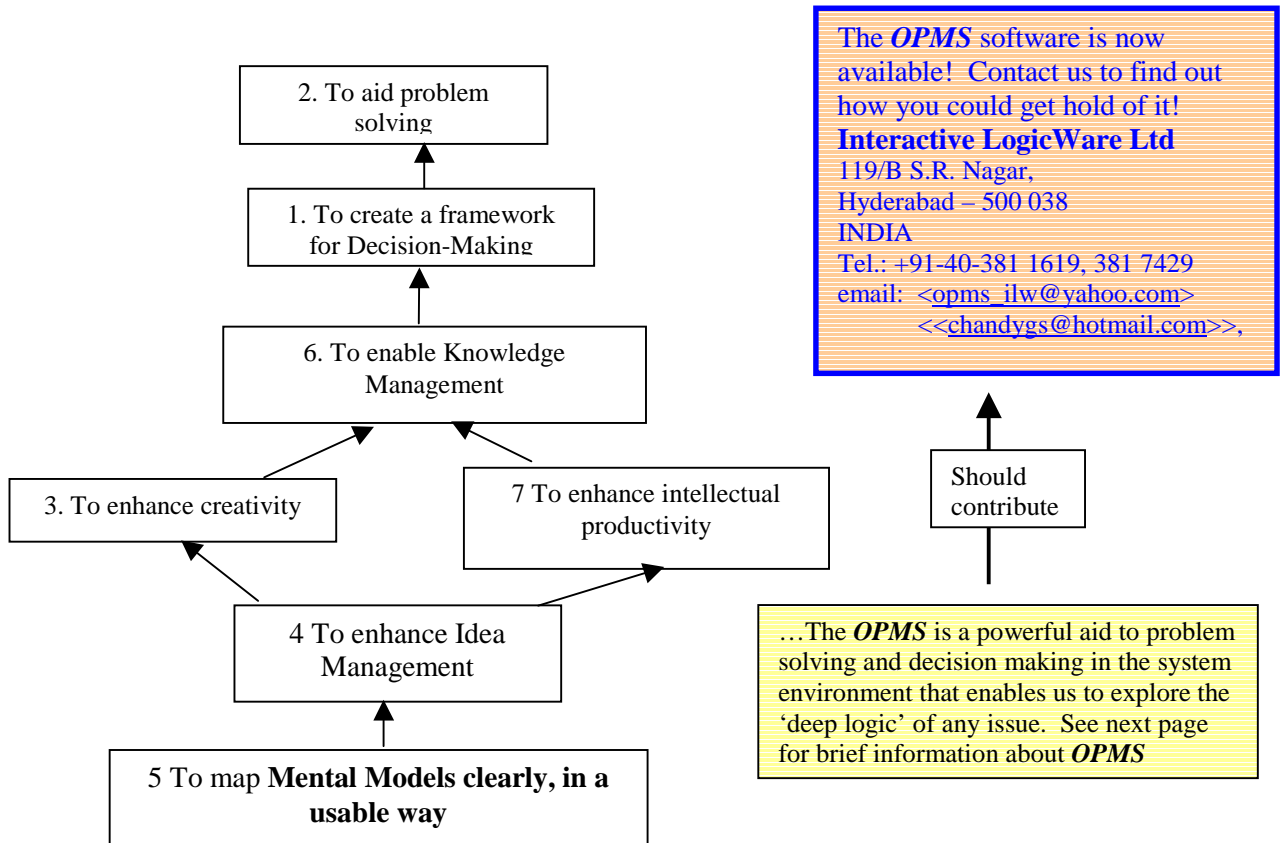 2. To aid problem
solving
1. To create a framework
for Decision-Making
6. To enable Knowledge
Management
3. To enhance creativity
7 To enhance intellectual
productivity
4 To enhance Idea
Management
5 To map Mental Models clearly, in a
usable way
The OPMS software is now
available! Contact us to find out
how you could get hold of it!
Interactive LogicWare Ltd
119/B S.R. Nagar,
Hyderabad – 500 038
INDIA
Tel.: +91-40-381 1619, 381 7429
email: <opms_ilw@yahoo.com>
<<chandygs@hotmail.com>>,
Should
contribute
…The OPMS is a powerful aid to problem
solving and decision making in the system
environment that enables us to explore the
‘deep logic’ of any issue. See next page
for brief information about OPMS